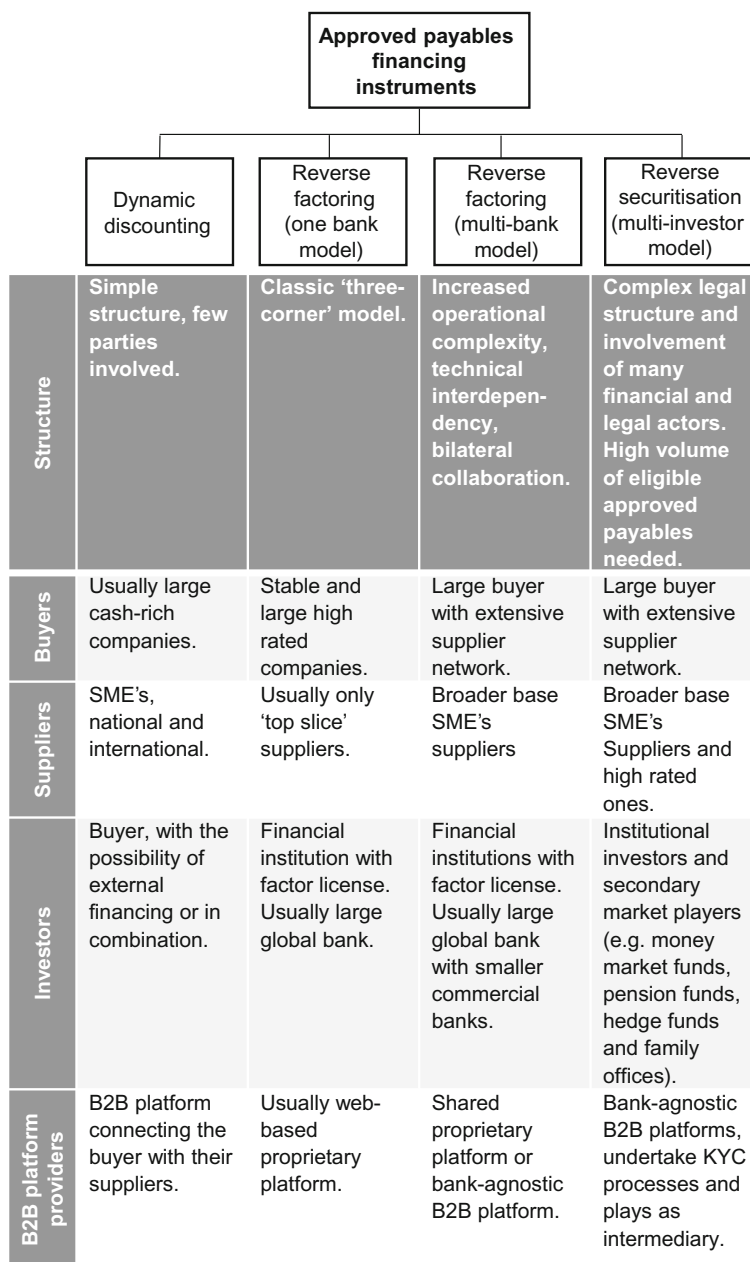 Approved payables
financing
instruments
Dynamic
discounting
Reverse
factoring
(one bank
model)
Reverse
factoring
(multi-bank
model)
Reverse
securitisation
(multi-investor
model)
Structure
Simple
structure, few
parties
involved.
Classic ‘three-
corner’ model.
Increased
operational
complexity,
technical
interdepen-
dency,
bilateral
collaboration.
Complex legal
structure and
involvement
of many
financial and
legal actors.
High volume
of eligible
approved
payables
needed.
Buyers
Usually large
cash-rich
companies.
Stable and
large high
rated
companies.
Large buyer
with extensive
supplier
network.
Large buyer
with extensive
supplier
network.
Suppliers
SME’s,
national and
international.
Usually only
‘top slice’
suppliers.
Broader base
SME’s
suppliers
Broader base
SME’s
Suppliers and
high rated
ones.
Investors
Buyer, with the
possibility of
external
financing or in
combination.
Financial
institution with
factor license.
Usually large
global bank.
Financial
institutions with
factor license.
Usually large
global bank
with smaller
commercial
banks.
Institutional
investors and
secondary
market players
(e.g. money
market funds,
pension funds,
hedge funds
and family
offices).
B2B platform
providers
B2B platform
connecting the
buyer with their
suppliers.
Usually web-
based
proprietary
platform.
Shared
proprietary
platform or
bank-agnostic
B2B platform.
Bank-agnostic
B2B platforms,
undertake KYC
processes and
plays as
intermediary.